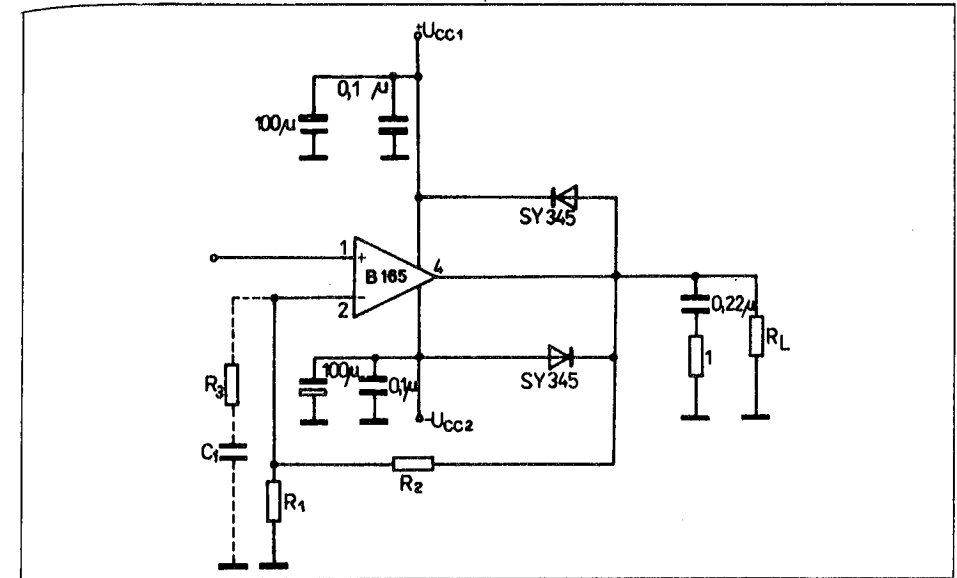 +UCC1
0,1 µ
100µ
SY345
1
+
4
B165
-
2
0,22µ
RL
1
R3
100µ
0,1µ
SY345
-UCC2
C1
R2
R1